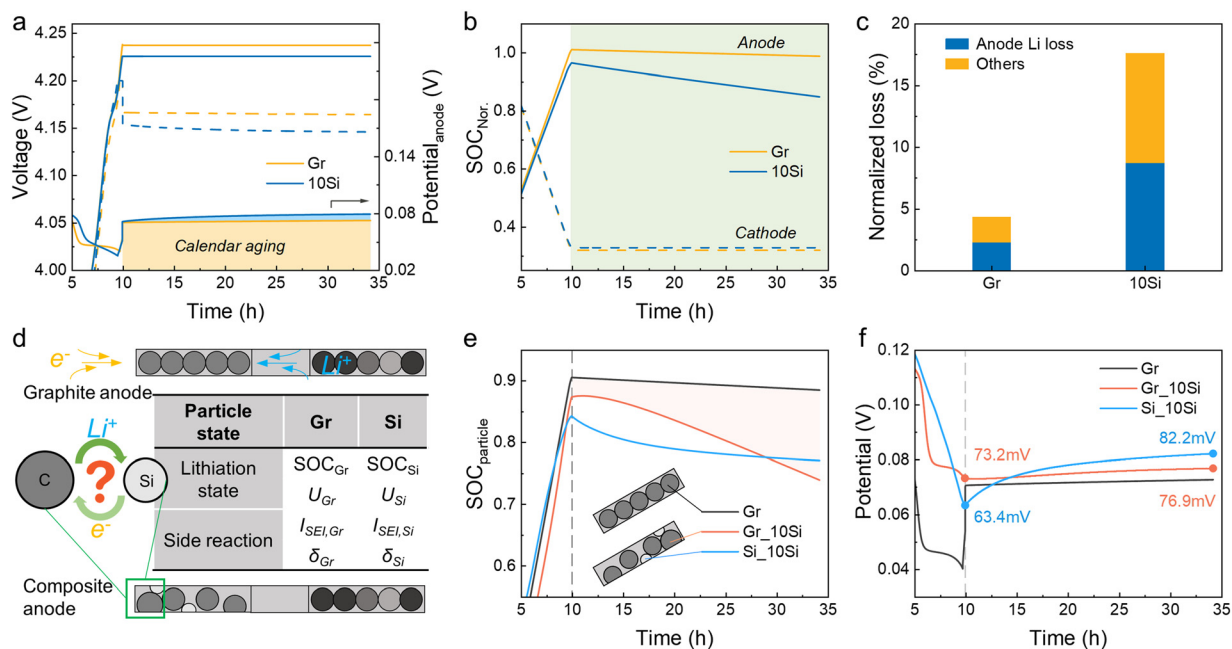 a
4.25
4.20
4.15
4.10
4.05
4.00
Voltage (V)
Gr
10Si
Calendar aging
0.14
0.08
0.02
Potential_anode (V)
5 10 15 20 25 30 35
Time (h)
b
1.0
0.8
0.6
0.4
SOC_Nor.
Anode
Gr
10Si
Cathode
5 10 15 20 25 30 35
Time (h)
c
20
15
10
5
0
Normalized loss (%)
Anode Li loss
Others
Gr 10Si
d
e⁻
Li⁺
Graphite anode
Particle state Gr Si
Lithiation state SOC_Gr SOC_Si
U_Gr U_Si
Side reaction I_SEI,Gr I_SEI,Si
δ_Gr δ_Si
Li⁺
C ? Si
e⁻
Composite anode
e
0.9
0.8
0.7
0.6
SOC_particle
Gr
Gr_10Si
Si_10Si
5 10 15 20 25 30 35
Time (h)
f
0.12
0.10
0.08
0.06
0.04
Potential (V)
Gr
Gr_10Si
Si_10Si
73.2mV
82.2mV
63.4mV
76.9mV
5 10 15 20 25 30 35
Time (h)